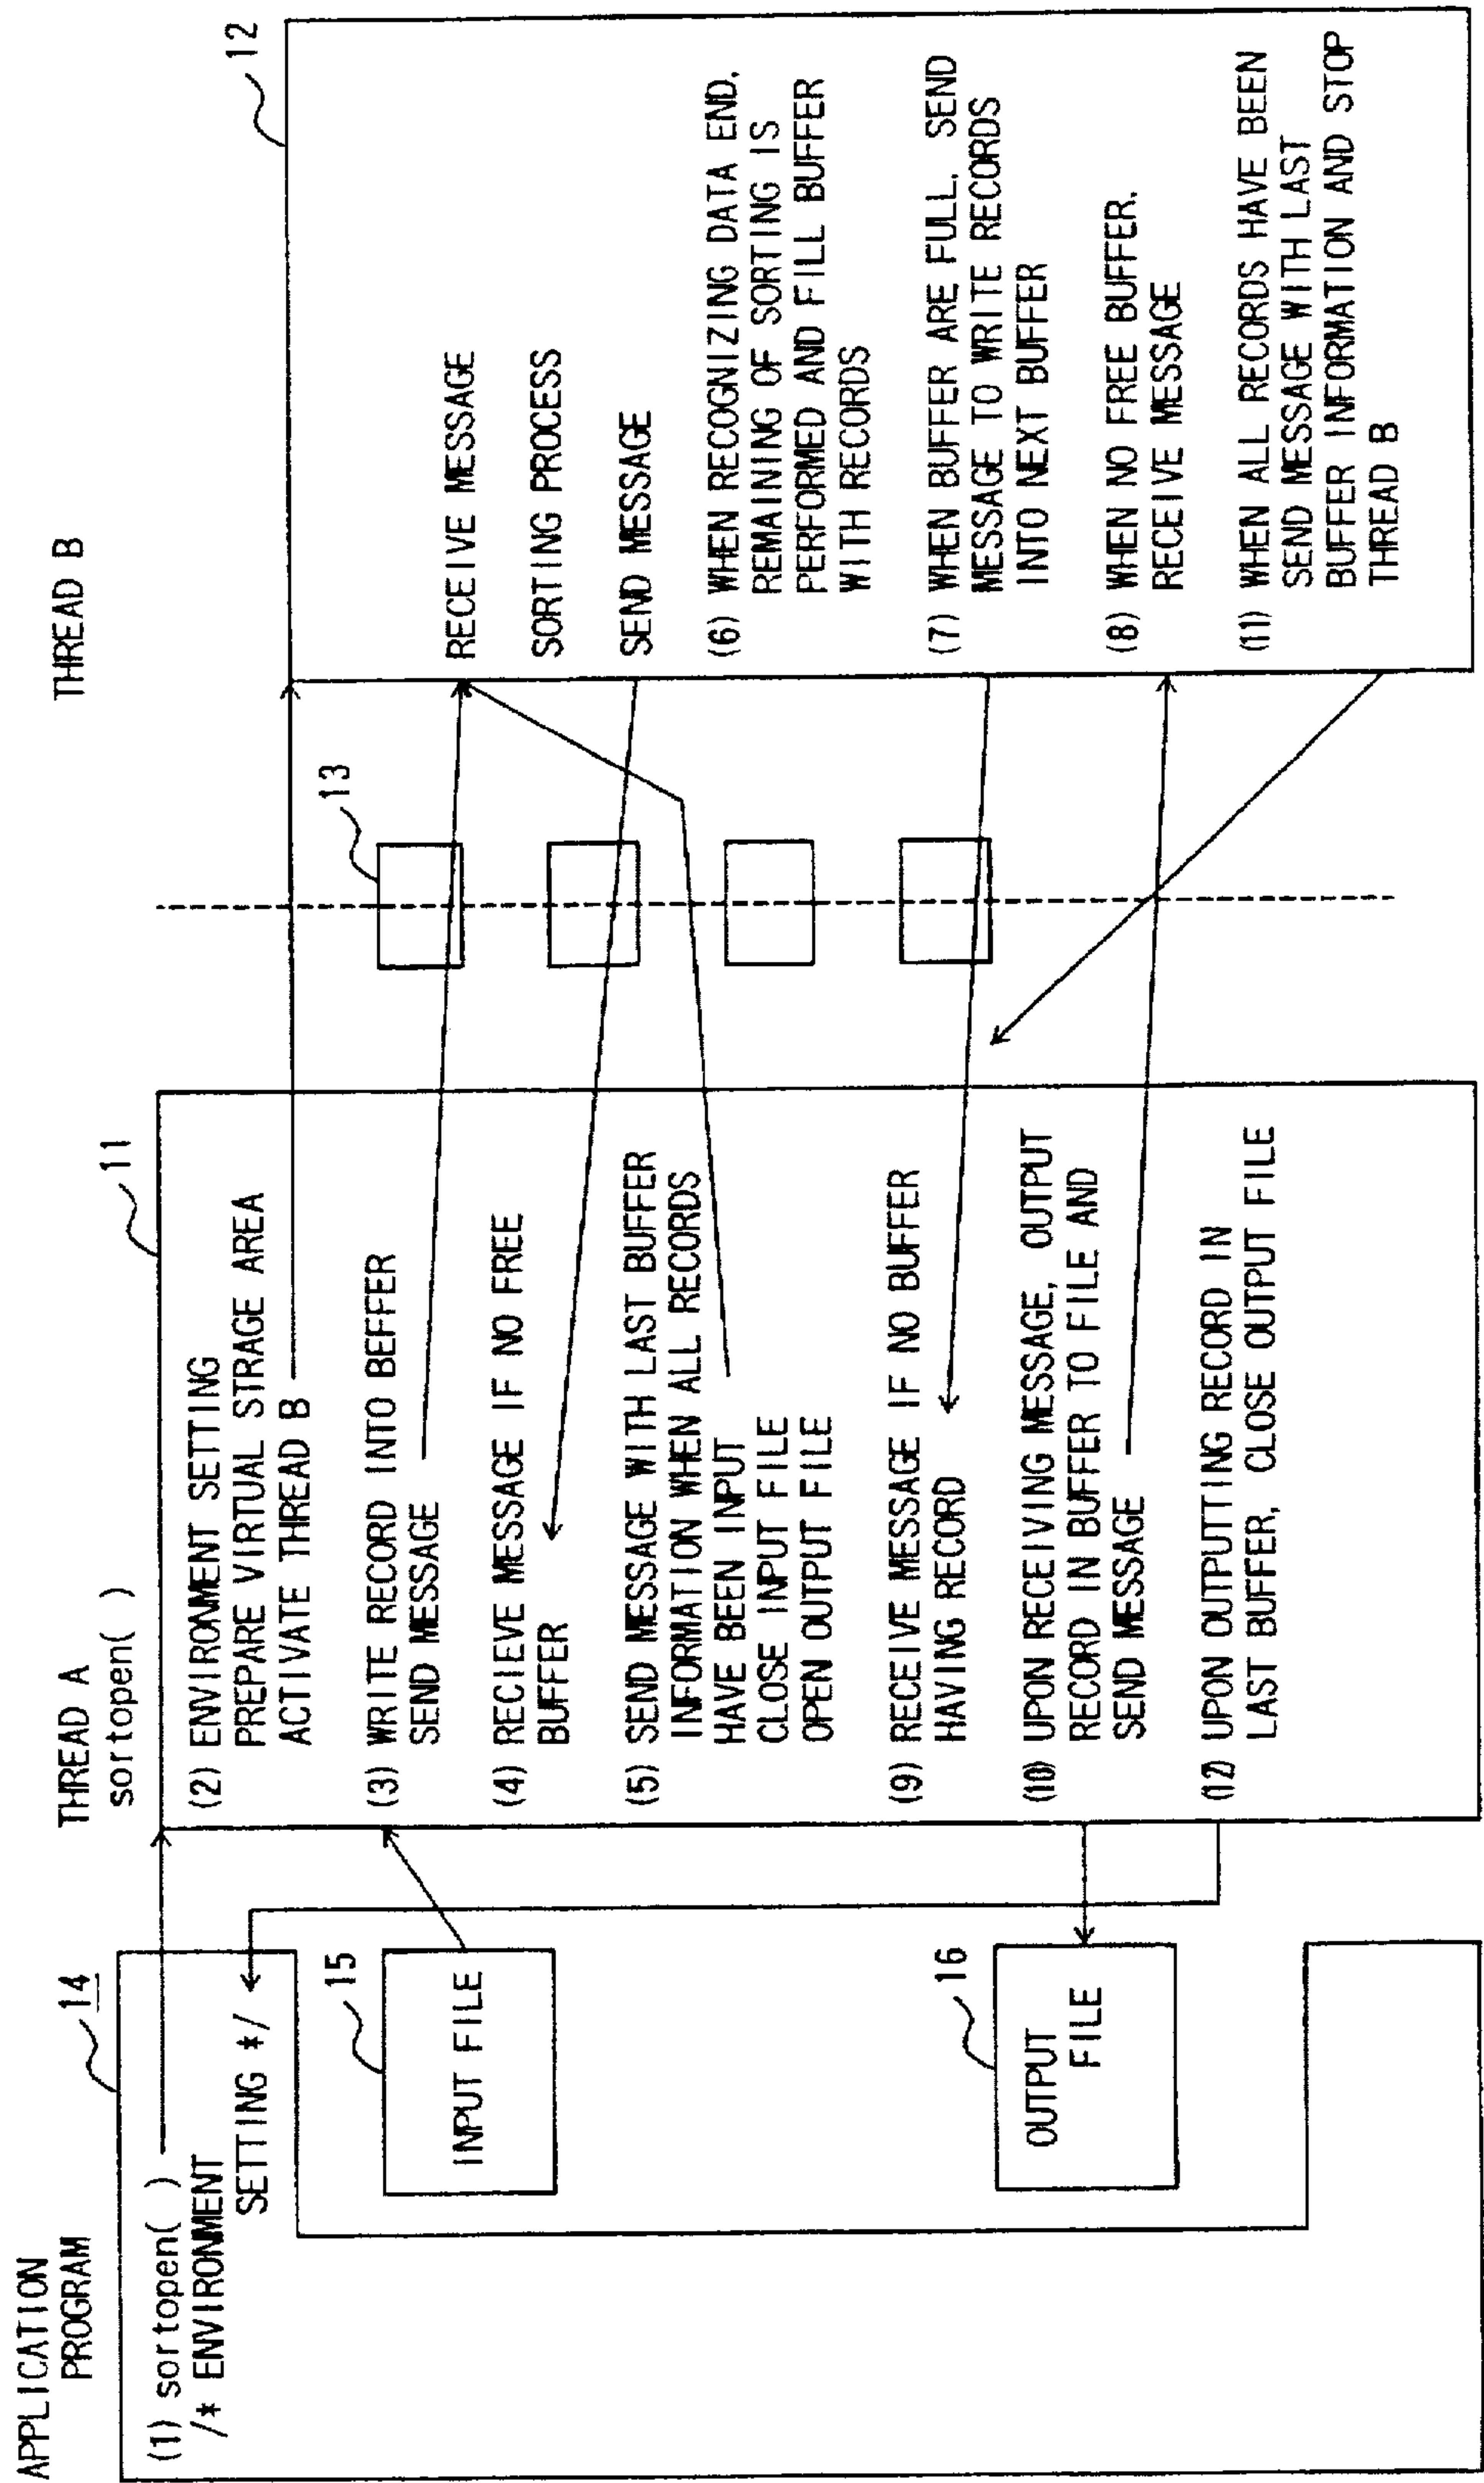 APPLICATION
PROGRAM
14
(1) sortopen( )
/* ENVIRONMENT
SETTING */
15
INPUT FILE
16
OUTPUT
FILE
THREAD A
sortopen( )
11
(2) ENVIRONMENT SETTING
PREPARE VIRTUAL STRAGE AREA
ACTIVATE THREAD B
(3) WRITE RECORD INTO BEFFER
SEND MESSAGE
(4) RECIEVE MESSAGE IF NO FREE
BUFFER
(5) SEND MESSAGE WITH LAST BUFFER
INFORMATION WHEN ALL RECORDS
HAVE BEEN INPUT
CLOSE INPUT FILE
OPEN OUTPUT FILE
(9) RECEIVE MESSAGE IF NO BUFFER
HAVING RECORD
(10) UPON RECEIVING MESSAGE, OUTPUT
RECORD IN BUFFER TO FILE AND
SEND MESSAGE
(12) UPON OUTPUTTING RECORD IN
LAST BUFFER, CLOSE OUTPUT FILE
13
THREAD B
12
RECEIVE MESSAGE
SORTING PROCESS
SEND MESSAGE
(6) WHEN RECOGNIZING DATA END,
REMAINING OF SORTING IS
PERFORMED AND FILL BUFFER
WITH RECORDS
(7) WHEN BUFFER ARE FULL, SEND
MESSAGE TO WRITE RECORDS
INTO NEXT BUFFER
(8) WHEN NO FREE BUFFER,
RECEIVE MESSAGE
(11) WHEN ALL RECORDS HAVE BEEN
SEND MESSAGE WITH LAST
BUFFER INFORMATION AND STOP
THREAD B